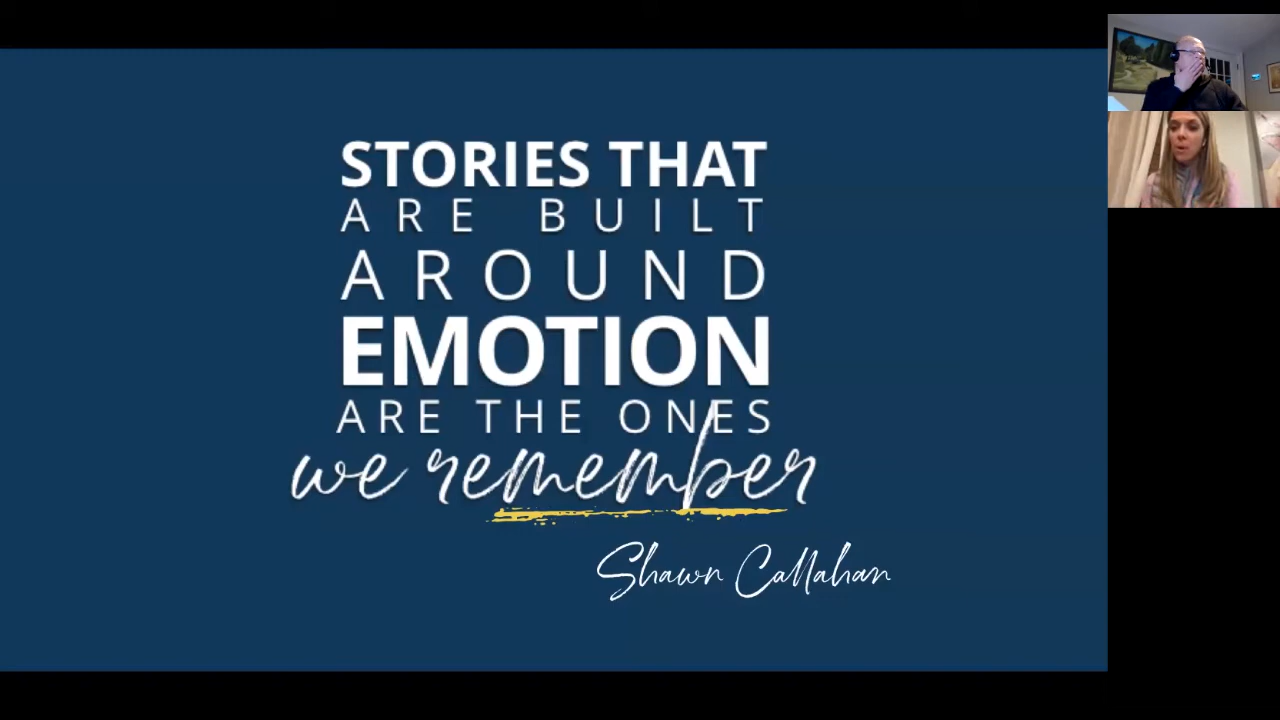 STORIES THAT
ARE BUILT
AROUND
EMOTION
ARE THE ONES
we remember
Shawn Callahan